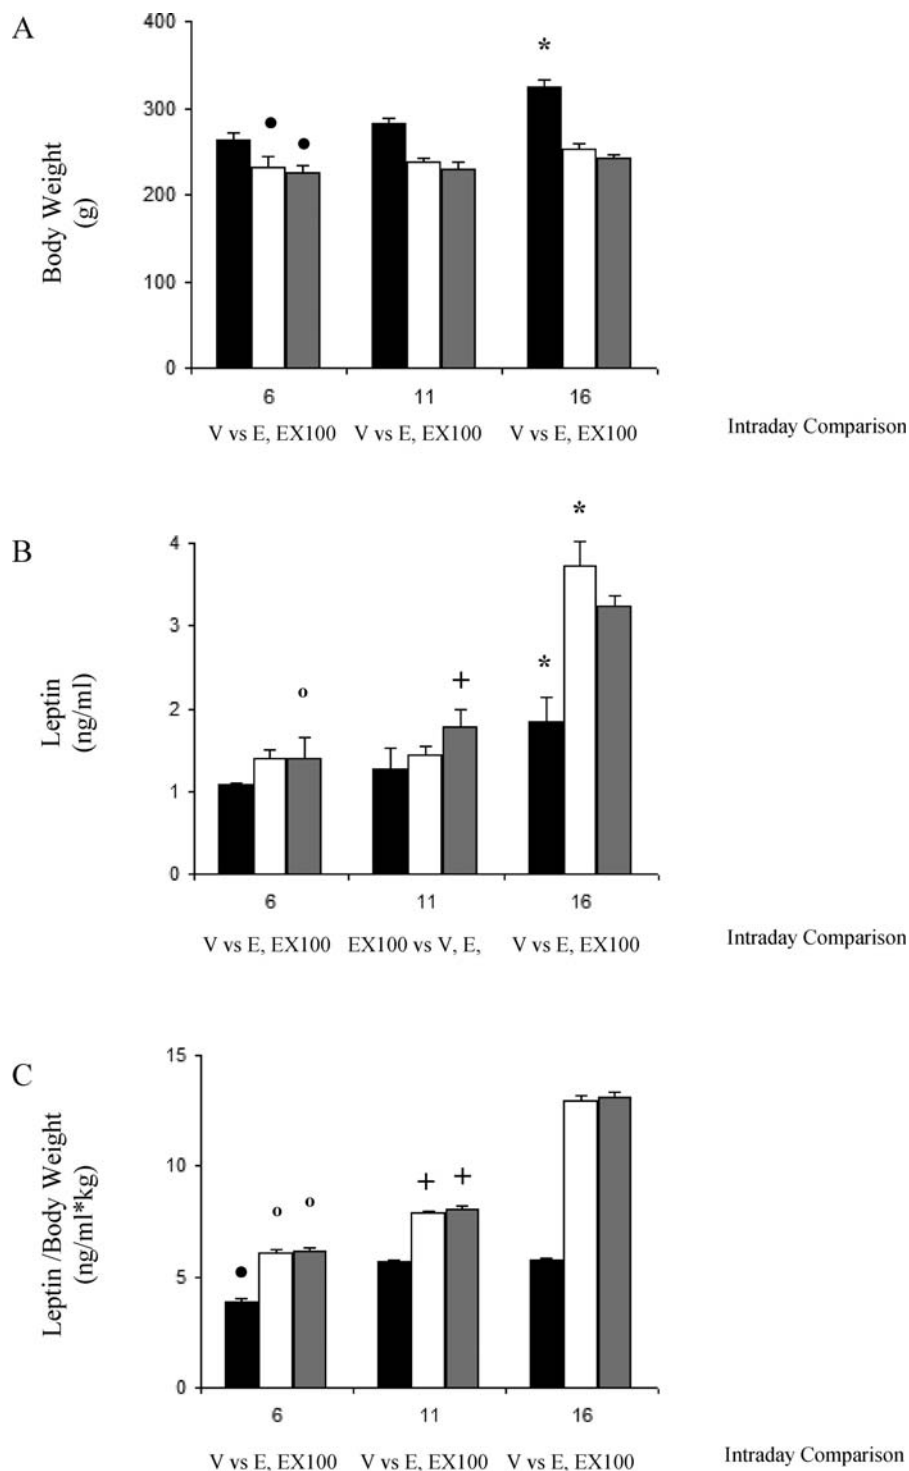 A
Body Weight
(g)
400
300
200
100
0
●
●
*
6
11
16
V vs E, EX100
V vs E, EX100
V vs E, EX100
Intraday Comparison
B
Leptin
(ng/ml)
4
3
2
1
0
o
+
*
*
6
11
16
V vs E, EX100
EX100 vs V, E,
V vs E, EX100
Intraday Comparison
C
Leptin /Body Weight
(ng/ml*kg)
15
10
5
0
●
o
o
+
+
6
11
16
V vs E, EX100
V vs E, EX100
V vs E, EX100
Intraday Comparison